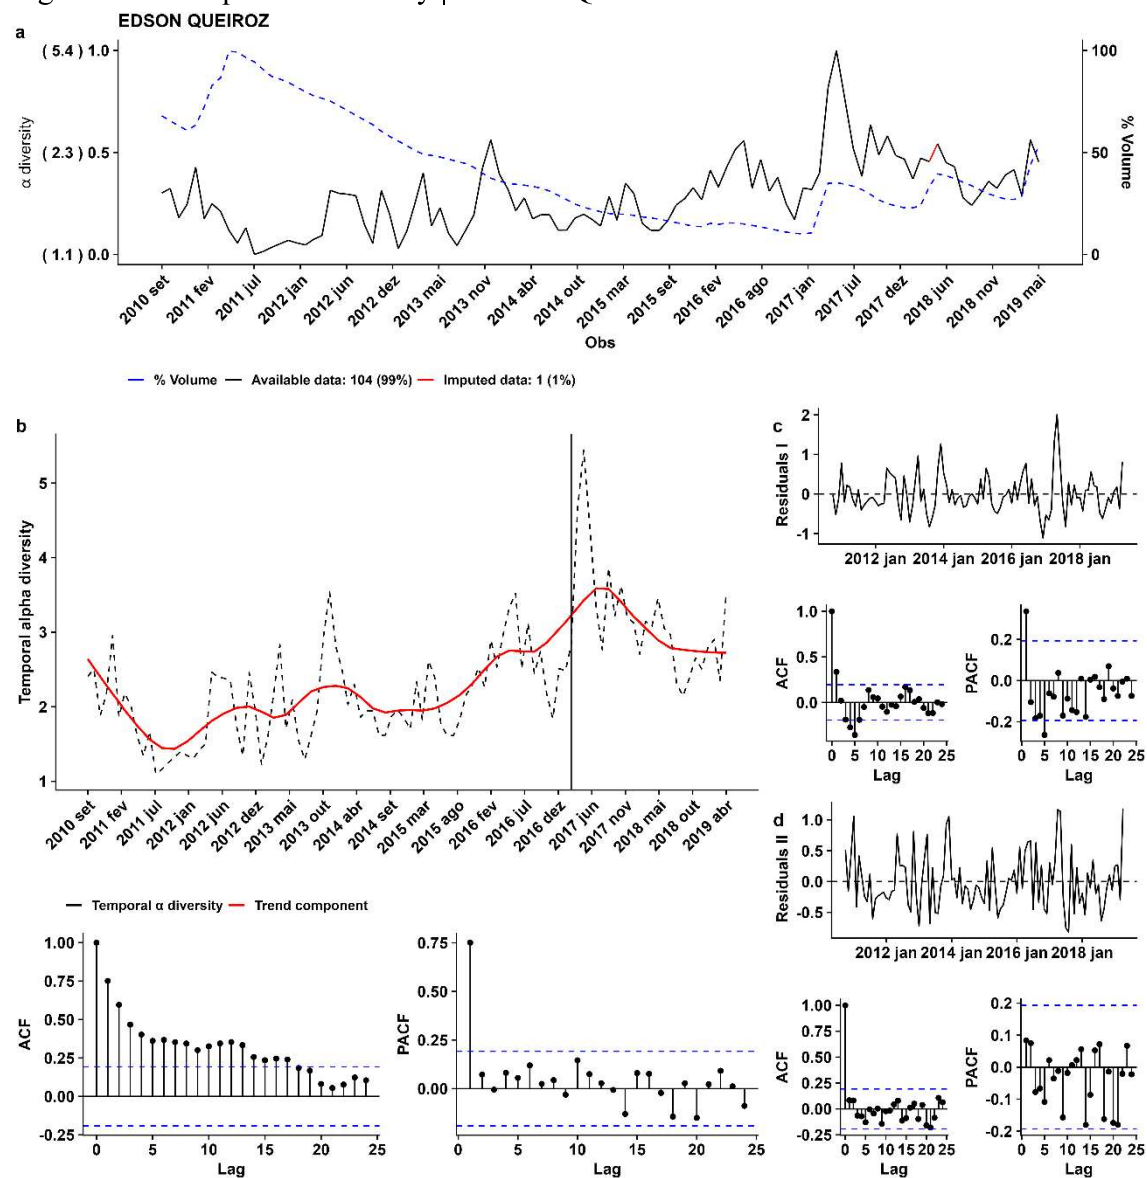 EDSON QUEIROZ
a
( 5.4 ) 1.0
( 2.3 ) 0.5
( 1.1 ) 0.0
α diversity
100
50
0
% Volume
2010 set 2011 fev 2011 jul 2012 jan 2012 jun 2012 dez 2013 mai 2013 nov 2014 abr 2014 out 2015 mar 2015 set 2016 fev 2016 ago 2017 jan 2017 jul 2017 dez 2018 jun 2018 nov 2019 mai
Obs
% Volume Available data: 104 (99%) Imputed data: 1 (1%)
b
5
4
3
2
1
Temporal alpha diversity
2010 set 2011 fev 2011 jul 2012 jan 2012 jun 2012 dez 2013 mai 2013 out 2014 abr 2014 set 2015 mar 2015 ago 2016 fev 2016 jul 2016 dez 2017 jun 2017 nov 2018 mai 2018 out 2019 abr
Temporal α diversity Trend component
1.00
0.75
0.50
0.25
0.00
-0.25
ACF
0 5 10 15 20 25
Lag
0.75
0.50
0.25
0.00
-0.25
PACF
0 5 10 15 20 25
Lag
c
2
1
0
-1
Residuals I
2012 jan 2014 jan 2016 jan 2018 jan
1.0
0.5
0.0
ACF
0 5 10 15 20 25
Lag
0.2
0.0
-0.2
PACF
0 5 10 15 20 25
Lag
d
1.0
0.5
0.0
-0.5
Residuals II
2012 jan 2014 jan 2016 jan 2018 jan
1.00
0.75
0.50
0.25
0.00
-0.25
ACF
0 5 10 15 20 25
Lag
0.2
0.1
0.0
-0.1
-0.2
PACF
0 5 10 15 20 25
Lag